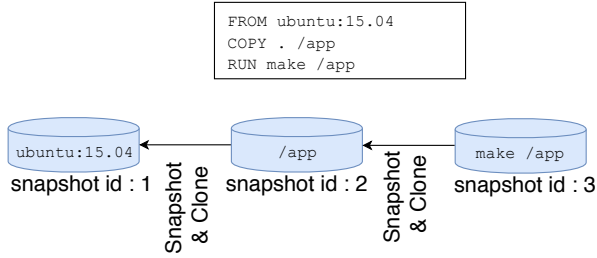 FROM ubuntu:15.04
COPY . /app
RUN make /app
ubuntu:15.04
/app
make /app
snapshot id : 1
snapshot id : 2
snapshot id : 3
Snapshot
& Clone
Snapshot
& Clone